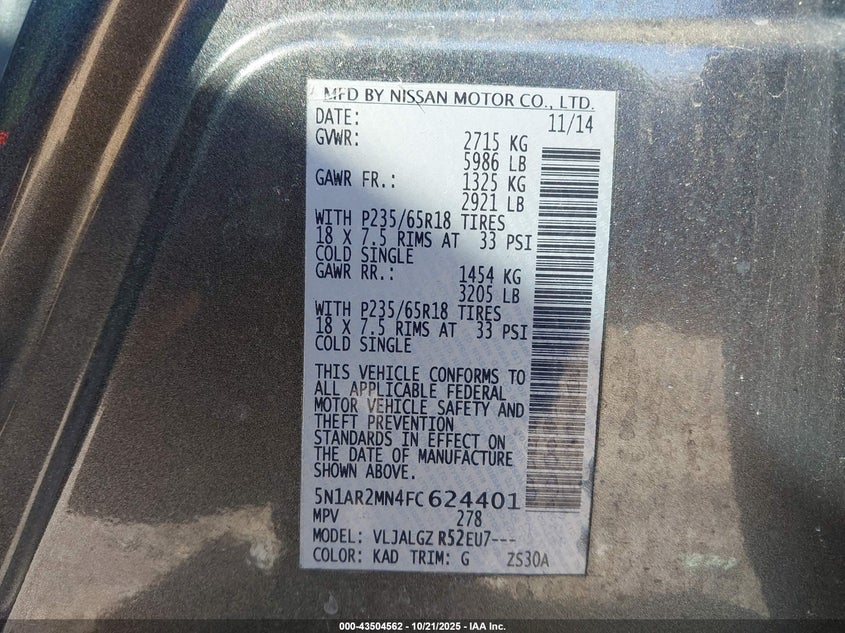 MFD BY NISSAN MOTOR CO., LTD.
DATE: 11/14
GVWR: 2715 KG
5986 LB
GAWR FR.: 1325 KG
2921 LB
WITH P235/65R18 TIRES
18 X 7.5 RIMS AT 33 PSI
COLD SINGLE
GAWR RR.: 1454 KG
3205 LB
WITH P235/65R18 TIRES
18 X 7.5 RIMS AT 33 PSI
COLD SINGLE
THIS VEHICLE CONFORMS TO
ALL APPLICABLE FEDERAL
MOTOR VEHICLE SAFETY AND
THEFT PREVENTION
STANDARDS IN EFFECT ON
THE DATE OF MANUFACTURE
SHOWN ABOVE.
5N1AR2MN4FC624401
MPV 278
MODEL: VLJALGZ R52EU7---
COLOR: KAD TRIM: G ZS30A
000-43504562 - 10/21/2025 - IAA Inc.